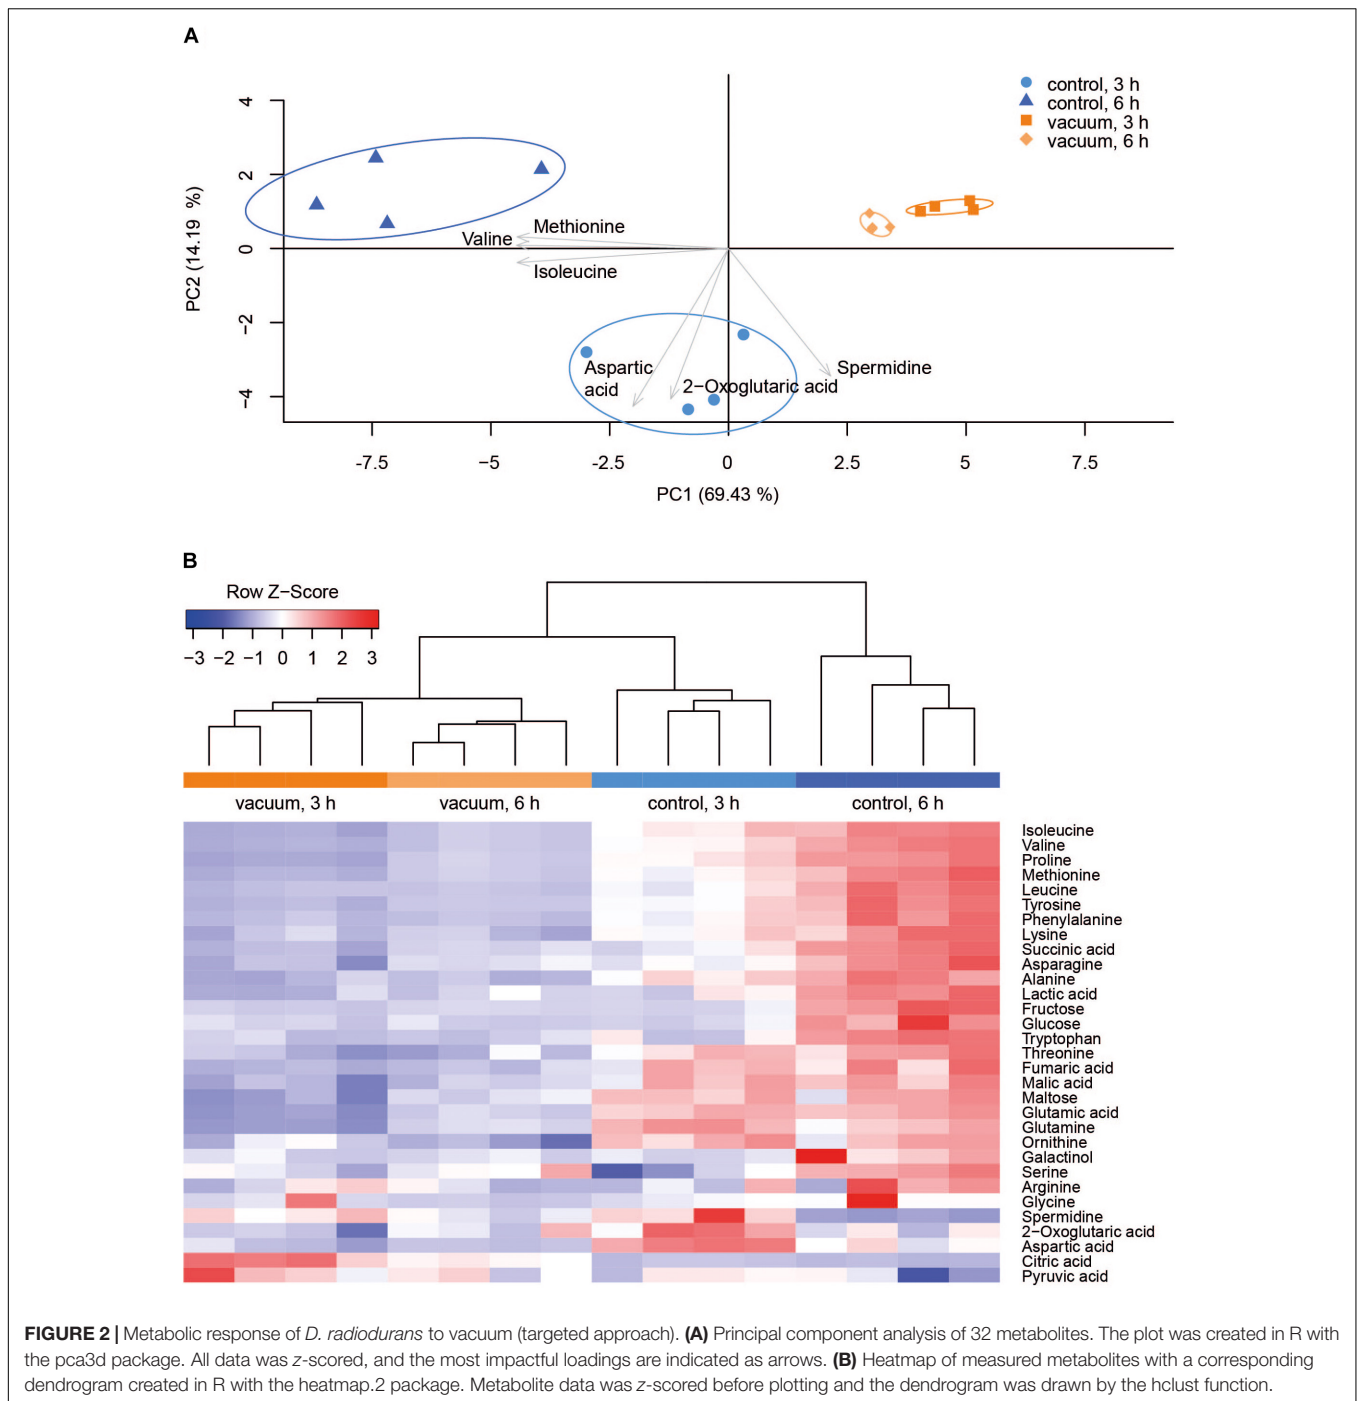 A
control, 3 h
control, 6 h
vacuum, 3 h
vacuum, 6 h
4
2
0
−2
−4
PC2 (14.19 %)
Methionine
Valine
Isoleucine
Aspartic
acid
2−Oxoglutaric acid
Spermidine
-7.5 −5 -2.5 0 2.5 5 7.5
PC1 (69.43 %)
B
Row Z−Score
−3 −2 −1 0 1 2 3
vacuum, 3 h vacuum, 6 h control, 3 h control, 6 h
Isoleucine
Valine
Proline
Methionine
Leucine
Tyrosine
Phenylalanine
Lysine
Succinic acid
Asparagine
Alanine
Lactic acid
Fructose
Glucose
Tryptophan
Threonine
Fumaric acid
Malic acid
Maltose
Glutamic acid
Glutamine
Ornithine
Galactinol
Serine
Arginine
Glycine
Spermidine
2−Oxoglutaric acid
Aspartic acid
Citric acid
Pyruvic acid
FIGURE 2 | Metabolic response of D. radiodurans to vacuum (targeted approach). (A) Principal component analysis of 32 metabolites. The plot was created in R with
the pca3d package. All data was z-scored, and the most impactful loadings are indicated as arrows. (B) Heatmap of measured metabolites with a corresponding
dendrogram created in R with the heatmap.2 package. Metabolite data was z-scored before plotting and the dendrogram was drawn by the hclust function.